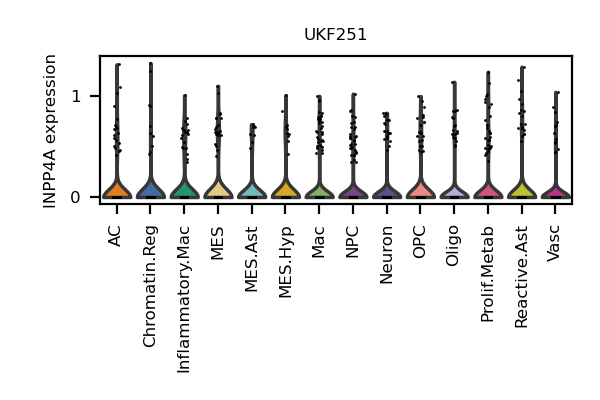 UKF251
INPP4A expression
1
0
AC
Chromatin.Reg
Inflammatory.Mac
MES
MES.Ast
MES.Hyp
Mac
NPC
Neuron
OPC
Oligo
Prolif.Metab
Reactive.Ast
Vasc